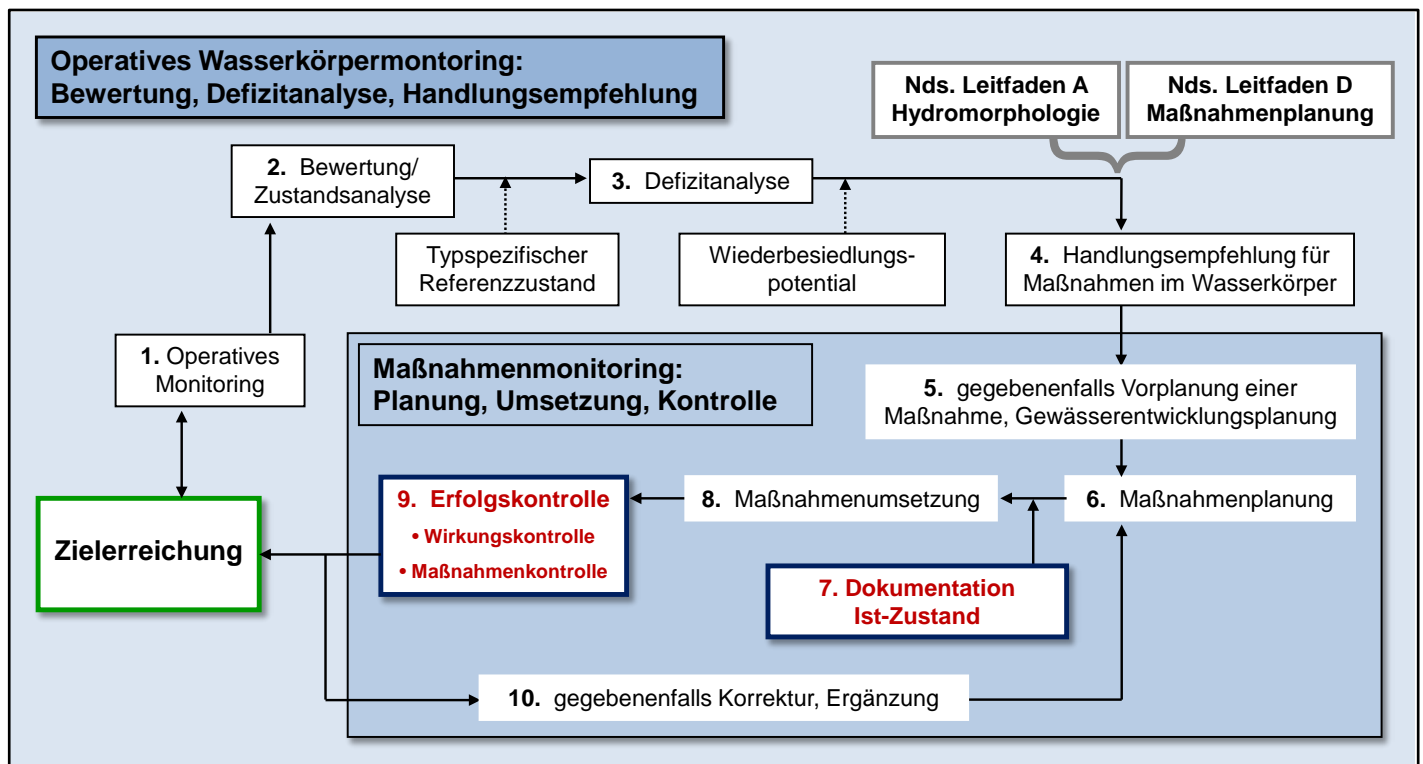 Operatives Wasserkörpermontoring:
Bewertung, Defizitanalyse, Handlungsempfehlung
Nds. Leitfaden A
Hydromorphologie
Nds. Leitfaden D
Maßnahmenplanung
2. Bewertung/
Zustandsanalyse
3. Defizitanalyse
Typspezifischer
Referenzzustand
Wiederbesiedlungs-
potential
4. Handlungsempfehlung für
Maßnahmen im Wasserkörper
1. Operatives
Monitoring
Maßnahmenmonitoring:
Planung, Umsetzung, Kontrolle
5. gegebenenfalls Vorplanung einer
Maßnahme, Gewässerentwicklungsplanung
9. Erfolgskontrolle
• Wirkungskontrolle
• Maßnahmenkontrolle
8. Maßnahmenumsetzung
6. Maßnahmenplanung
Zielerreichung
7. Dokumentation
Ist-Zustand
10. gegebenenfalls Korrektur, Ergänzung